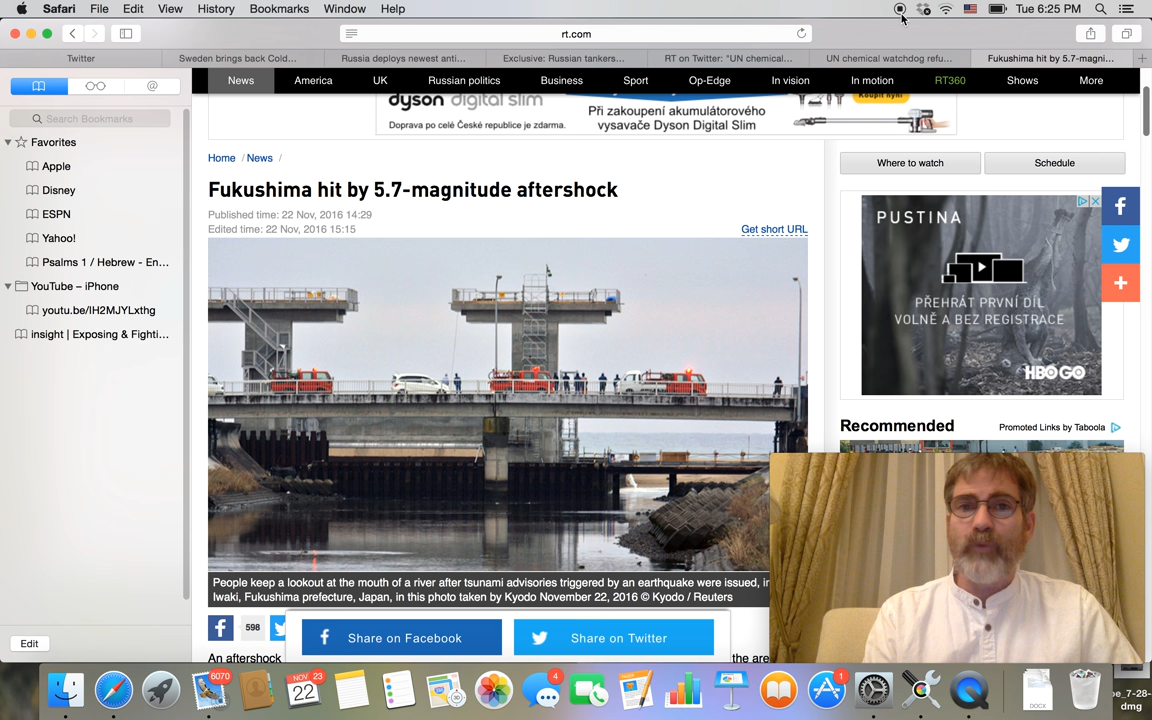 Safari File Edit View History Bookmarks Window Help
Tue 6:25 PM
rt.com
Twitter
Sweden brings back Cold...
Russia deploys newest anti...
Exclusive: Russian tankers...
RT on Twitter: "UN chemical...
UN chemical watchdog refu...
Fukushima hit by 5.7-magni...
Search Bookmarks
Favorites
Apple
Disney
ESPN
Yahoo!
Psalms 1 / Hebrew - En...
YouTube – iPhone
youtu.be/IH2MJYLxthg
insight | Exposing & Fighti...
Edit
News America UK Russian politics Business Sport Op-Edge In vision In motion RT360 Shows More
dyson digital slim
Doprava po celé České republice je zdarma.
Při zakoupení akumulátorového
vysavače Dyson Digital Slim
Koupit nyní
Home / News /
Fukushima hit by 5.7-magnitude aftershock
Published time: 22 Nov, 2016 14:29
Edited time: 22 Nov, 2016 15:15
Get short URL
People keep a lookout at the mouth of a river after tsunami advisories triggered by an earthquake were issued, in
Iwaki, Fukushima prefecture, Japan, in this photo taken by Kyodo November 22, 2016 © Kyodo / Reuters
598
Share on Facebook
Share on Twitter
An aftershock
the are
Where to watch
Schedule
PUSTINA
PŘEHRÁT PRVNÍ DÍL
VOLNĚ A BEZ REGISTRACE
HBO GO
Recommended
Promoted Links by Taboola
6070
NOV 23
22
4
1
DOCX
pe_7-28-
dmg